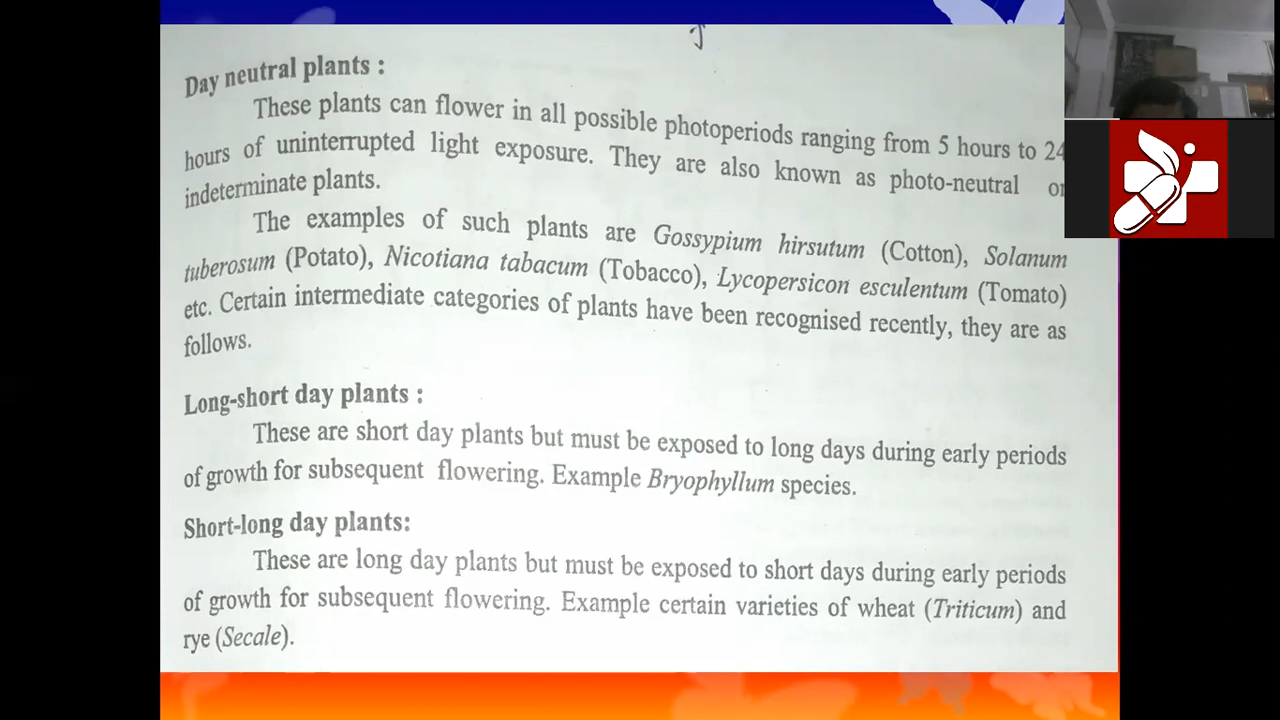 Day neutral plants :
These plants can flower in all possible photoperiods ranging from 5 hours to 24
hours of uninterrupted light exposure. They are also known as photo-neutral or
indeterminate plants.
The examples of such plants are Gossypium hirsutum (Cotton), Solanum
tuberosum (Potato), Nicotiana tabacum (Tobacco), Lycopersicon esculentum (Tomato)
etc. Certain intermediate categories of plants have been recognised recently, they are as
follows.
Long-short day plants :
These are short day plants but must be exposed to long days during early periods
of growth for subsequent flowering. Example Bryophyllum species.
Short-long day plants:
These are long day plants but must be exposed to short days during early periods
of growth for subsequent flowering. Example certain varieties of wheat (Triticum) and
rye (Secale).